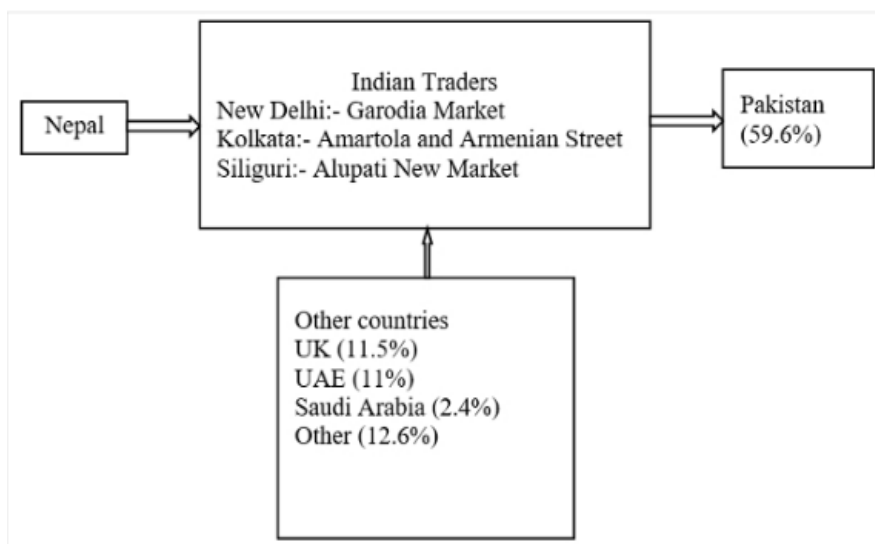 Nepal
Indian Traders
New Delhi:- Garodia Market
Kolkata:- Amartola and Armenian Street
Siliguri:- Alupati New Market
Pakistan
(59.6%)
Other countries
UK (11.5%)
UAE (11%)
Saudi Arabia (2.4%)
Other (12.6%)